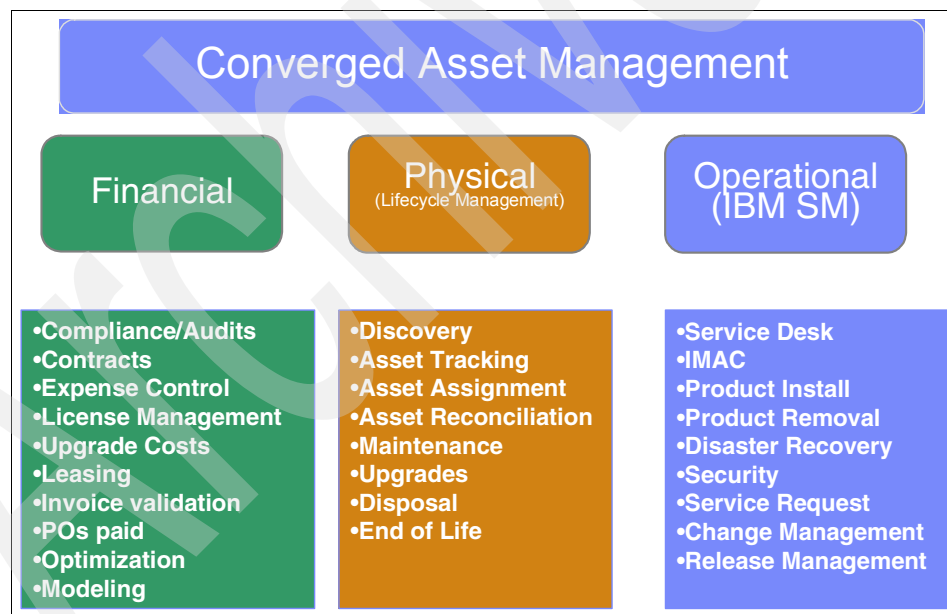 Converged Asset Management
Financial
Physical
(Lifecycle Management)
Operational
(IBM SM)
•Compliance/Audits
•Contracts
•Expense Control
•License Management
•Upgrade Costs
•Leasing
•Invoice validation
•POs paid
•Optimization
•Modeling
•Discovery
•Asset Tracking
•Asset Assignment
•Asset Reconciliation
•Maintenance
•Upgrades
•Disposal
•End of Life
•Service Desk
•IMAC
•Product Install
•Product Removal
•Disaster Recovery
•Security
•Service Request
•Change Management
•Release Management